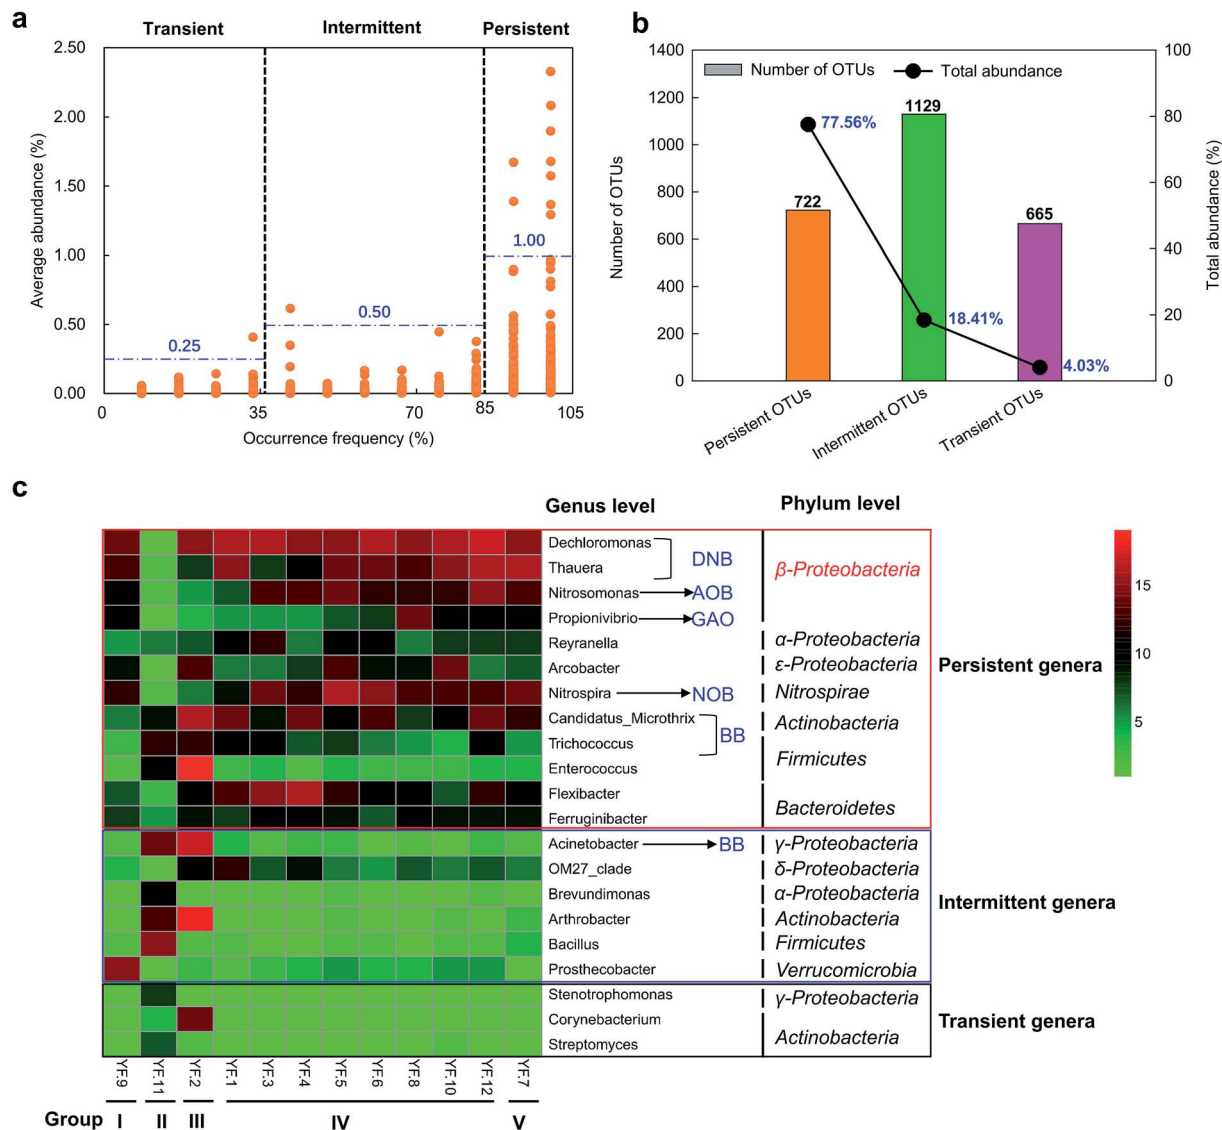 a
Transient Intermittent Persistent
2.50
2.00
1.50
1.00
0.50
0.00
Average abundance (%)
0.25
0.50
1.00
0 35 70 85 105
Occurrence frequency (%)
b
1400
1200
1000
800
600
400
200
0
Number of OTUs
Number of OTUs Total abundance
722
1129
665
77.56%
18.41%
4.03%
100
80
60
40
20
0
Total abundance (%)
Persistent OTUs
Intermittent OTUs
Transient OTUs
c
Genus level Phylum level
Dechloromonas
Thauera
DNB
β-Proteobacteria
Nitrosomonas AOB
Propionivibrio GAO
Reyranella α-Proteobacteria
Arcobacter ε-Proteobacteria
Nitrospira NOB Nitrospirae
Candidatus_Microthrix Actinobacteria
Trichococcus BB
Firmicutes
Enterococcus
Flexibacter
Bacteroidetes
Ferruginibacter
Persistent genera
Acinetobacter BB γ-Proteobacteria
OM27_clade δ-Proteobacteria
Brevundimonas α-Proteobacteria
Arthrobacter Actinobacteria
Bacillus Firmicutes
Prosthecobacter Verrucomicrobia
Intermittent genera
Stenotrophomonas γ-Proteobacteria
Corynebacterium
Actinobacteria
Streptomyces
Transient genera
15
10
5
YF.9 YF.11 YF.2 YF.1 YF.3 YF.4 YF.5 YF.6 YF.8 YF.10 YF.12 YF.7
Group I II III IV V